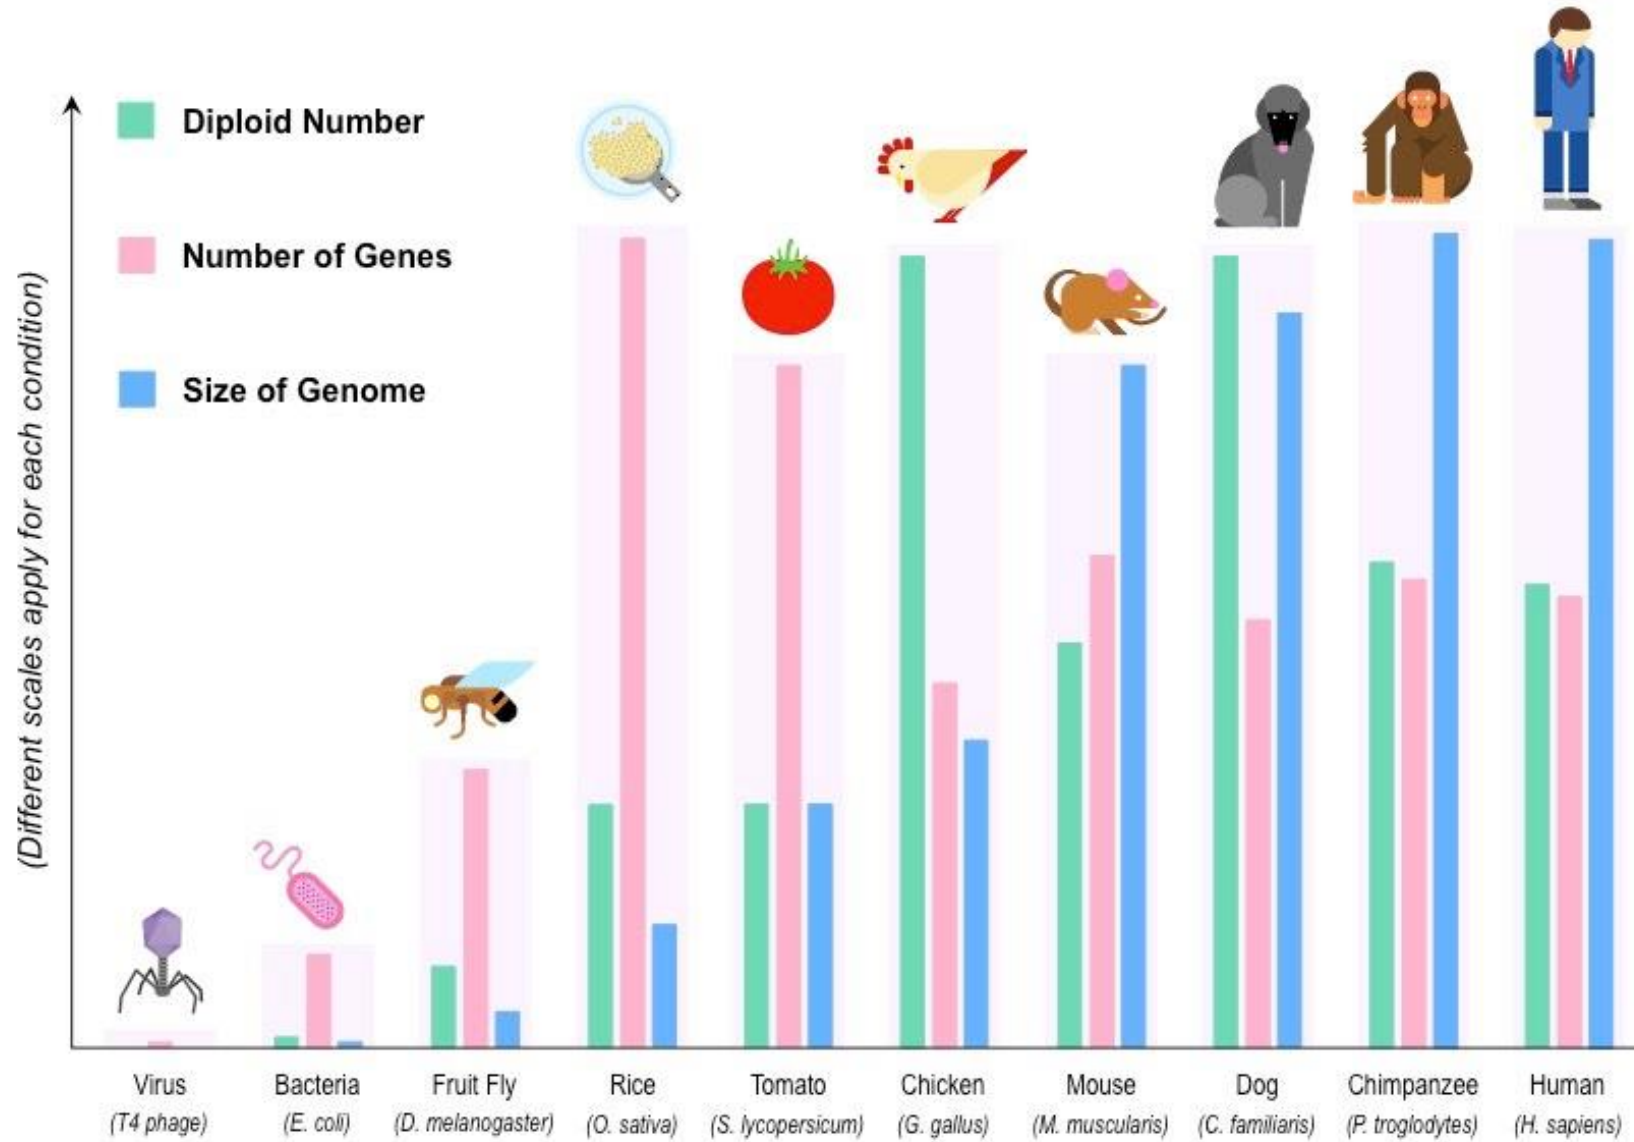 Diploid Number
Number of Genes
Size of Genome
(Different scales apply for each condition)
Virus
(T4 phage)
Bacteria
(E. coli)
Fruit Fly
(D. melanogaster)
Rice
(O. sativa)
Tomato
(S. lycopersicum)
Chicken
(G. gallus)
Mouse
(M. muscularis)
Dog
(C. familiaris)
Chimpanzee
(P. troglodytes)
Human
(H. sapiens)